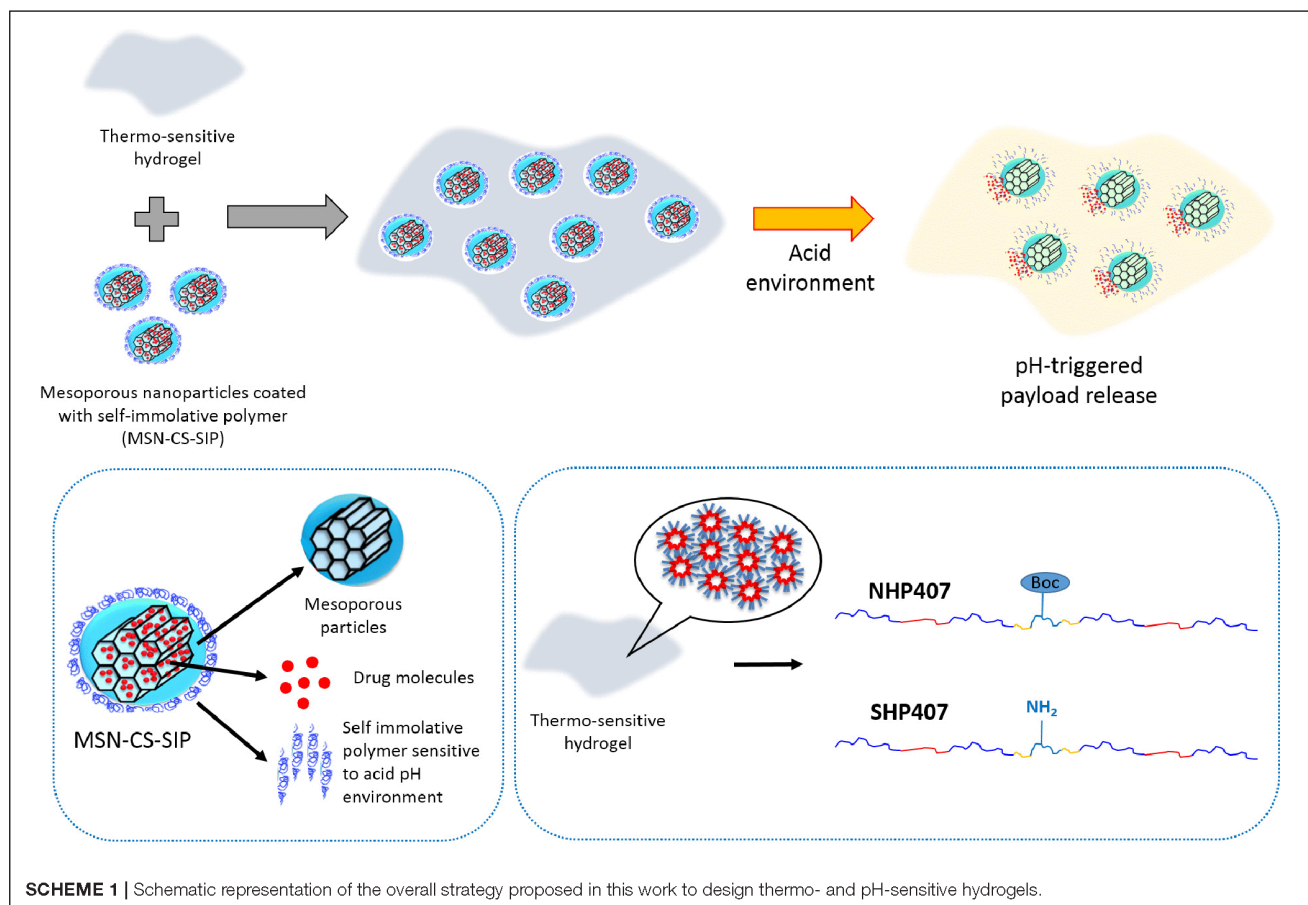 Thermo-sensitive
hydrogel
Mesoporous nanoparticles coated
with self-immolative polymer
(MSN-CS-SIP)
Acid
environment
pH-triggered
payload release
MSN-CS-SIP
Mesoporous
particles
Drug molecules
Self immolative
polymer sensitive
to acid pH
environment
Thermo-sensitive
hydrogel
NHP407
Boc
SHP407
NH₂
SCHEME 1 | Schematic representation of the overall strategy proposed in this work to design thermo- and pH-sensitive hydrogels.